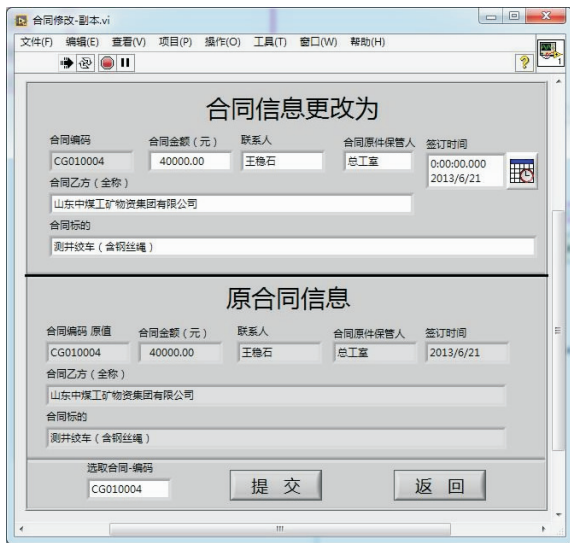 合同修改-副本.vi
文件(F) 编辑(E) 查看(V) 项目(P) 操作(O) 工具(T) 窗口(W) 帮助(H)
?
1
合同信息更改为
合同编码 合同金额（元） 联系人 合同原件保管人 签订时间
CG010004 40000.00 王稳石 总工室 0:00:00.000
2013/6/21
合同乙方（全称）
山东中煤工矿物资集团有限公司
合同标的
测井绞车（含钢丝绳）
原合同信息
合同编码 原值 合同金额（元） 联系人 合同原件保管人 签订时间
CG010004 40000.00 王稳石 总工室 2013/6/21
合同乙方（全称）
山东中煤工矿物资集团有限公司
合同标的
测井绞车（含钢丝绳）
选取合同-编码
CG010004 提 交 返 回